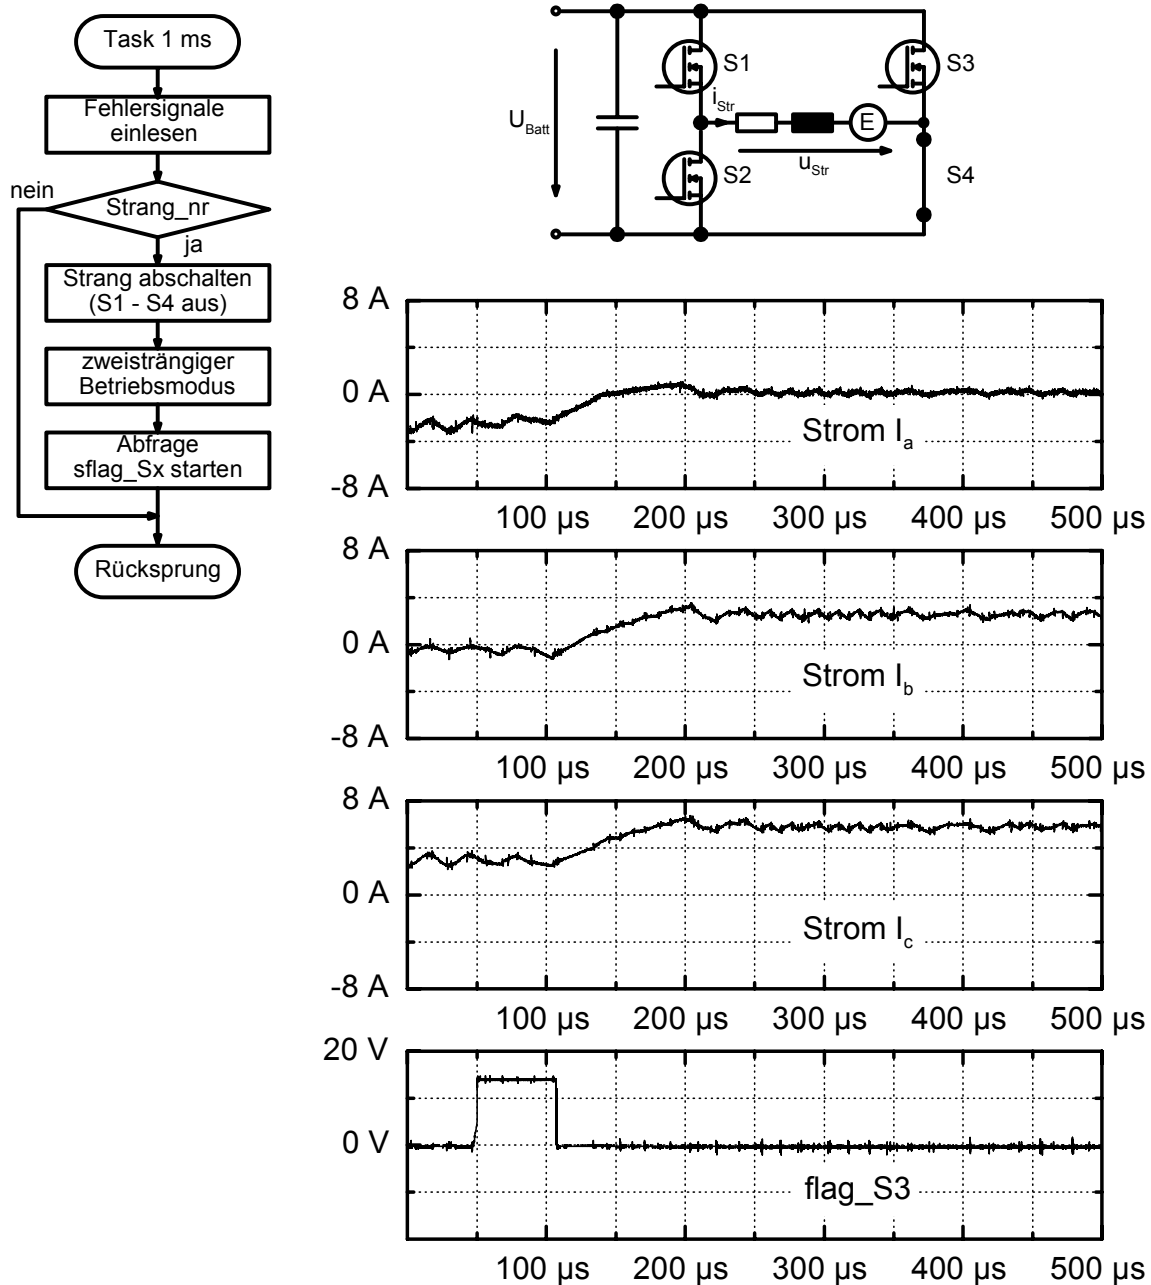 Task 1 ms
Fehlersignale
einlesen
nein
Strang_nr
ja
Strang abschalten
(S1 - S4 aus)
zweisträngiger
Betriebsmodus
Abfrage
sflag_Sx starten
Rücksprung
S1
S3
i_Str
U_Batt
E
S2
u_Str
S4
8 A
0 A
Strom I_a
-8 A
100 µs 200 µs 300 µs 400 µs 500 µs
8 A
0 A
Strom I_b
-8 A
100 µs 200 µs 300 µs 400 µs 500 µs
8 A
0 A
Strom I_c
-8 A
100 µs 200 µs 300 µs 400 µs 500 µs
20 V
0 V
flag_S3
100 µs 200 µs 300 µs 400 µs 500 µs